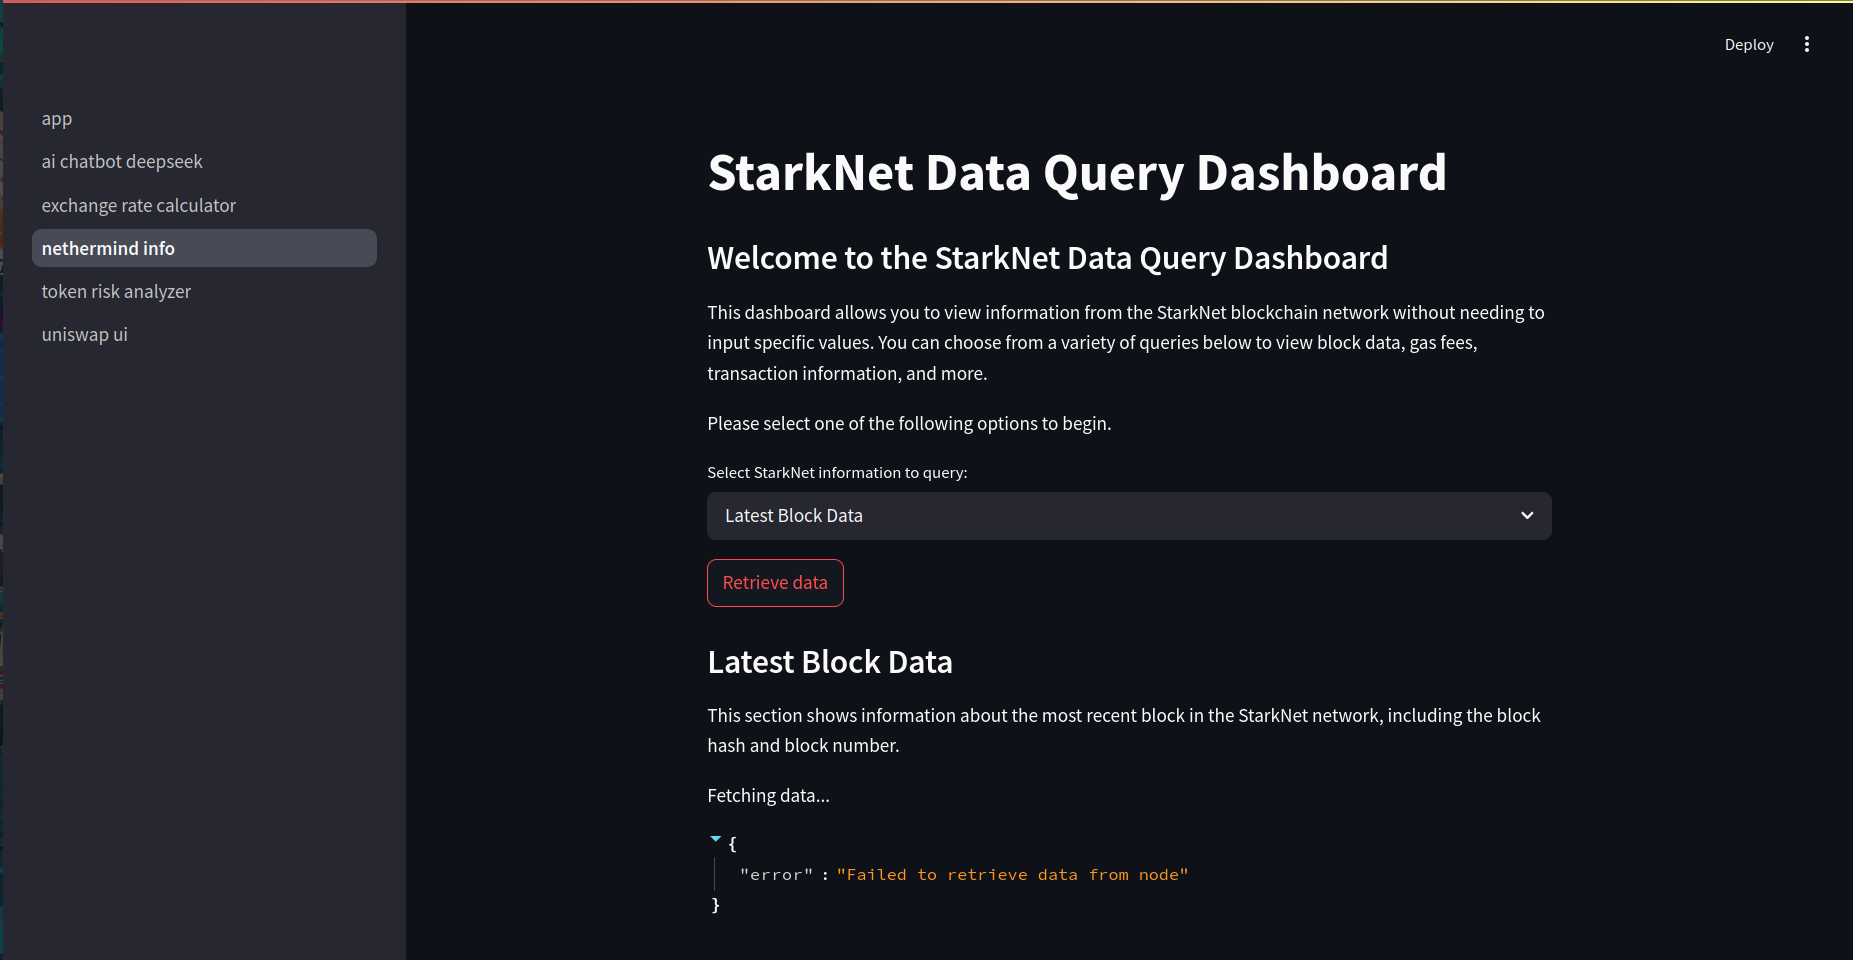 Deploy
app
ai chatbot deepseek
exchange rate calculator
nethermind info
token risk analyzer
uniswap ui
StarkNet Data Query Dashboard
Welcome to the StarkNet Data Query Dashboard
This dashboard allows you to view information from the StarkNet blockchain network without needing to
input specific values. You can choose from a variety of queries below to view block data, gas fees,
transaction information, and more.
Please select one of the following options to begin.
Select StarkNet information to query:
Latest Block Data
Retrieve data
Latest Block Data
This section shows information about the most recent block in the StarkNet network, including the block
hash and block number.
Fetching data...
{
"error" : "Failed to retrieve data from node"
}